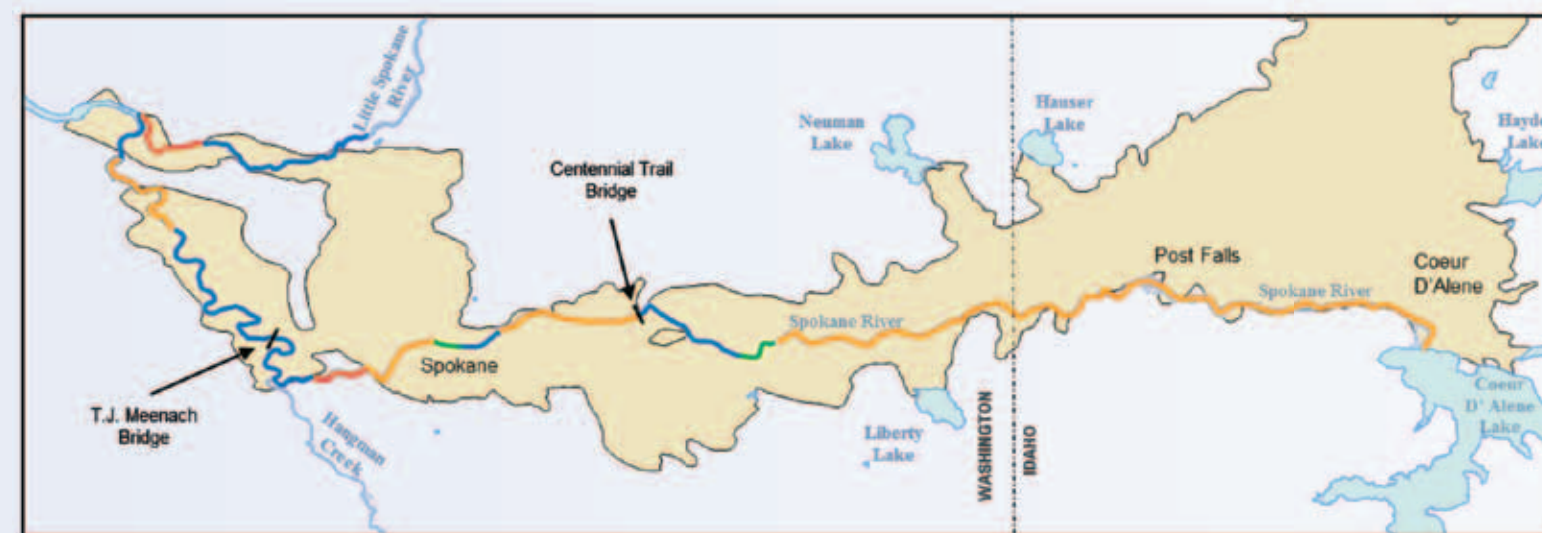 Little Spokane
River
Neuman
Lake
Hauser
Lake
Hayde
Lake
Centennial Trail
Bridge
Post Falls
Coeur
D'Alene
Spokane River
Spokane River
Spokane
T.J. Meenach
Bridge
Hangman
Creek
Liberty
Lake
WASHINGTON
IDAHO
Coeur
D' Alene
Lake